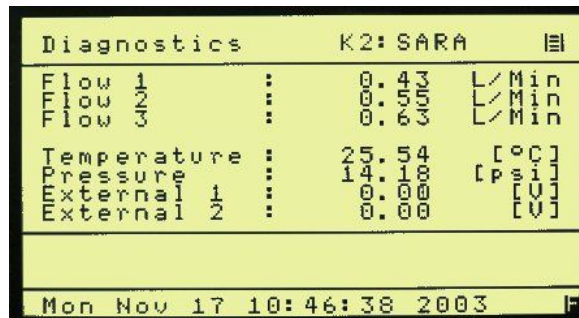 Diagnostics K2: SARA
Flow 1 : 0.43 L/Min
Flow 2 : 0.55 L/Min
Flow 3 : 0.63 L/Min
Temperature : 25.54 [°C]
Pressure : 14.18 [psi]
External 1 : 0.00 [V]
External 2 : 0.00 [V]
Mon Nov 17 10:46:38 2003